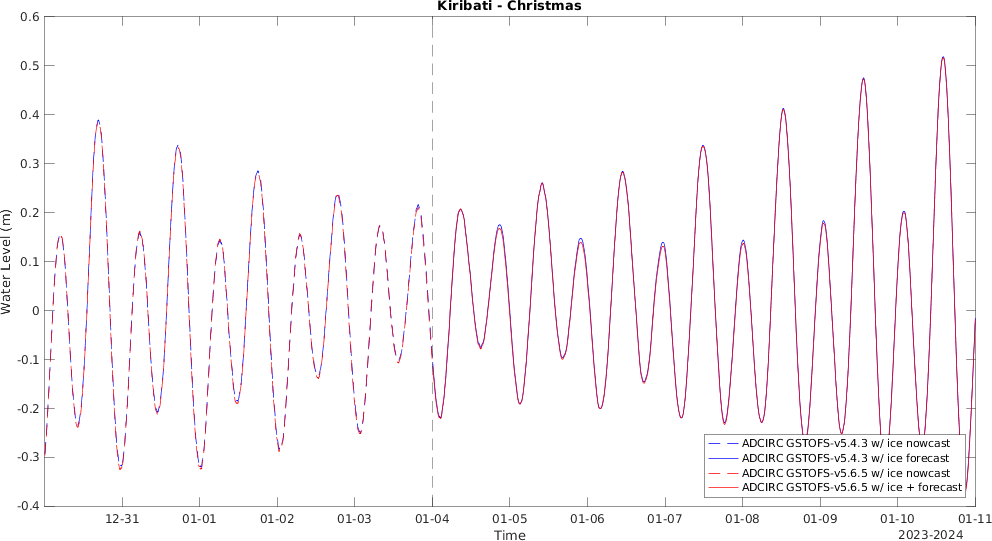 Kiribati - Christmas
0.6
0.5
0.4
0.3
0.2
0.1
0
-0.1
-0.2
-0.3
-0.4
Water Level (m)
ADCIRC GSTOFS-v5.4.3 w/ ice nowcast
ADCIRC GSTOFS-v5.4.3 w/ ice forecast
ADCIRC GSTOFS-v5.6.5 w/ ice nowcast
ADCIRC GSTOFS-v5.6.5 w/ ice + forecast
12-31 01-01 01-02 01-03 01-04 01-05 01-06 01-07 01-08 01-09 01-10 01-11
Time
2023-2024